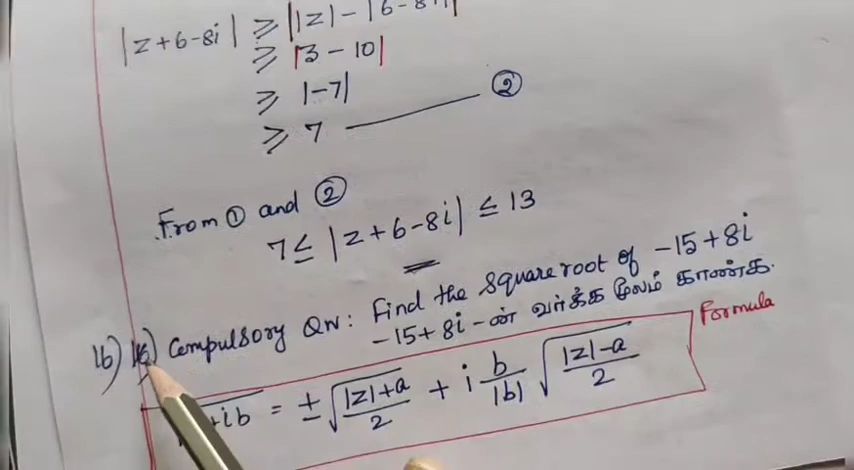 |z+6-8i| ≥ ||z| - |6-8i||
≥ |3 - 10|
≥ |-7|
≥ 7 ——— ②
From ① and ②
7 ≤ |z+6-8i| ≤ 13
16) 16) Compulsory QN: Find the square root of -15+8i
-15+8i -ன் வர்க்க மூலம் காண்க.
Formula
+ib = ± √((|z|+a)/2) + i b/|b| √((|z|-a)/2)